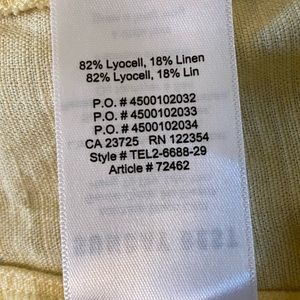 82% Lyocell, 18% Linen
82% Lyocell, 18% Lin
P.O. # 4500102032
P.O. # 4500102033
P.O. # 4500102034
CA 23725 RN 122354
Style # TEL2-6688-29
Article # 72462